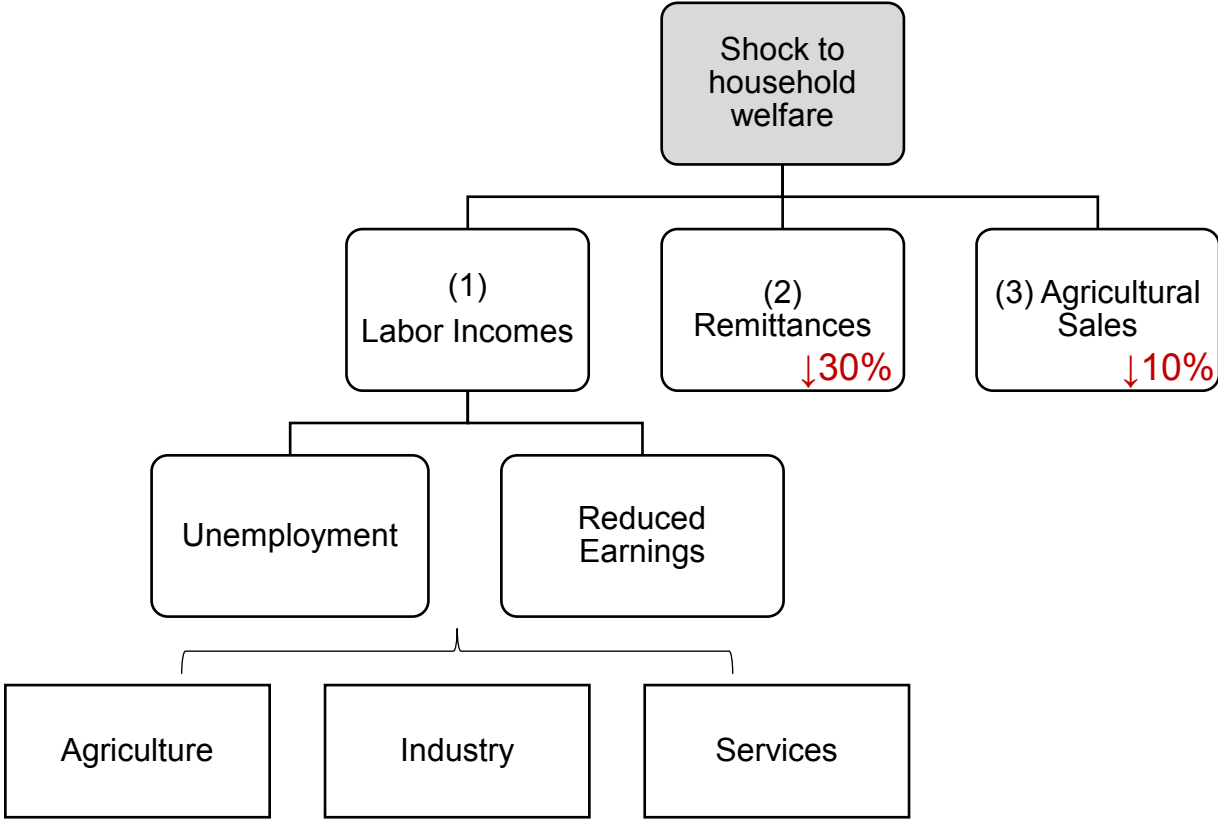 Shock to
household
welfare
(1)
Labor Incomes
(2)
Remittances
↓30%
(3) Agricultural
Sales
↓10%
Unemployment
Reduced
Earnings
Agriculture
Industry
Services